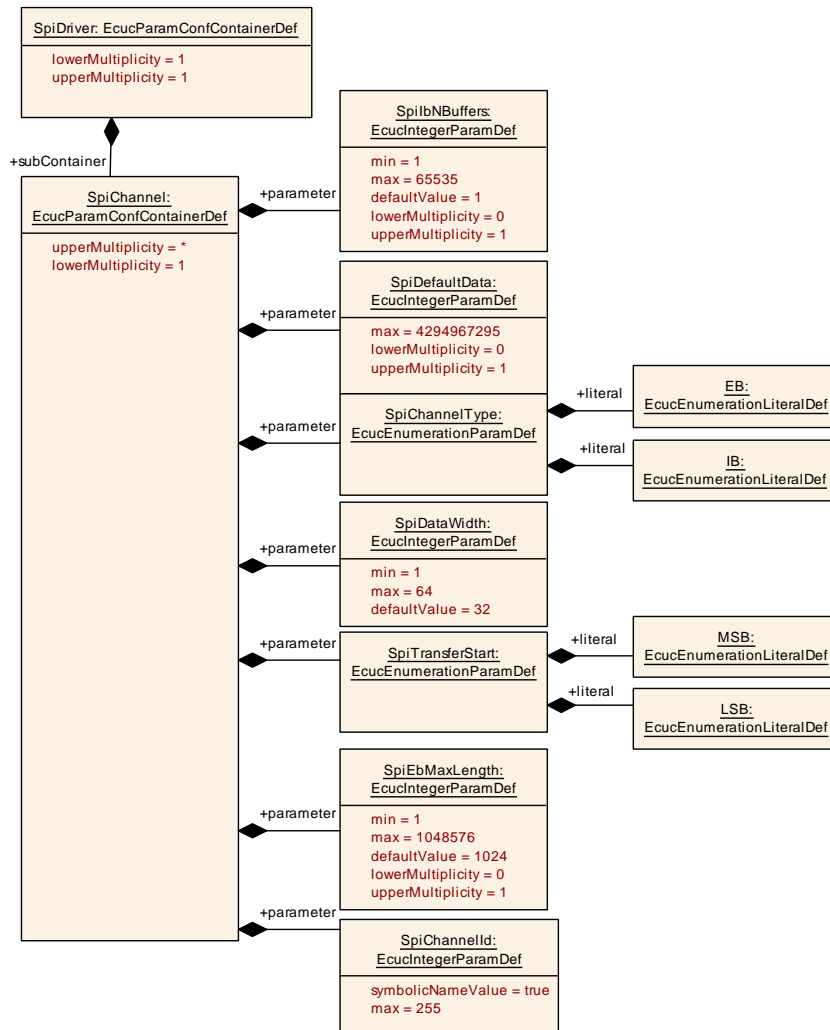 SpiDriver: EcucParamConfContainerDef
lowerMultiplicity = 1
upperMultiplicity = 1
+subContainer
SpiChannel:
EcucParamConfContainerDef
upperMultiplicity = *
lowerMultiplicity = 1
+parameter
SpiIbNBuffers:
EcucIntegerParamDef
min = 1
max = 65535
defaultValue = 1
lowerMultiplicity = 0
upperMultiplicity = 1
+parameter
SpiDefaultData:
EcucIntegerParamDef
max = 4294967295
lowerMultiplicity = 0
upperMultiplicity = 1
+parameter
SpiChannelType:
EcucEnumerationParamDef
+literal
EB:
EcucEnumerationLiteralDef
+literal
IB:
EcucEnumerationLiteralDef
+parameter
SpiDataWidth:
EcucIntegerParamDef
min = 1
max = 64
defaultValue = 32
+parameter
SpiTransferStart:
EcucEnumerationParamDef
+literal
MSB:
EcucEnumerationLiteralDef
+literal
LSB:
EcucEnumerationLiteralDef
+parameter
SpiEbMaxLength:
EcucIntegerParamDef
min = 1
max = 1048576
defaultValue = 1024
lowerMultiplicity = 0
upperMultiplicity = 1
+parameter
SpiChannelId:
EcucIntegerParamDef
symbolicNameValue = true
max = 255